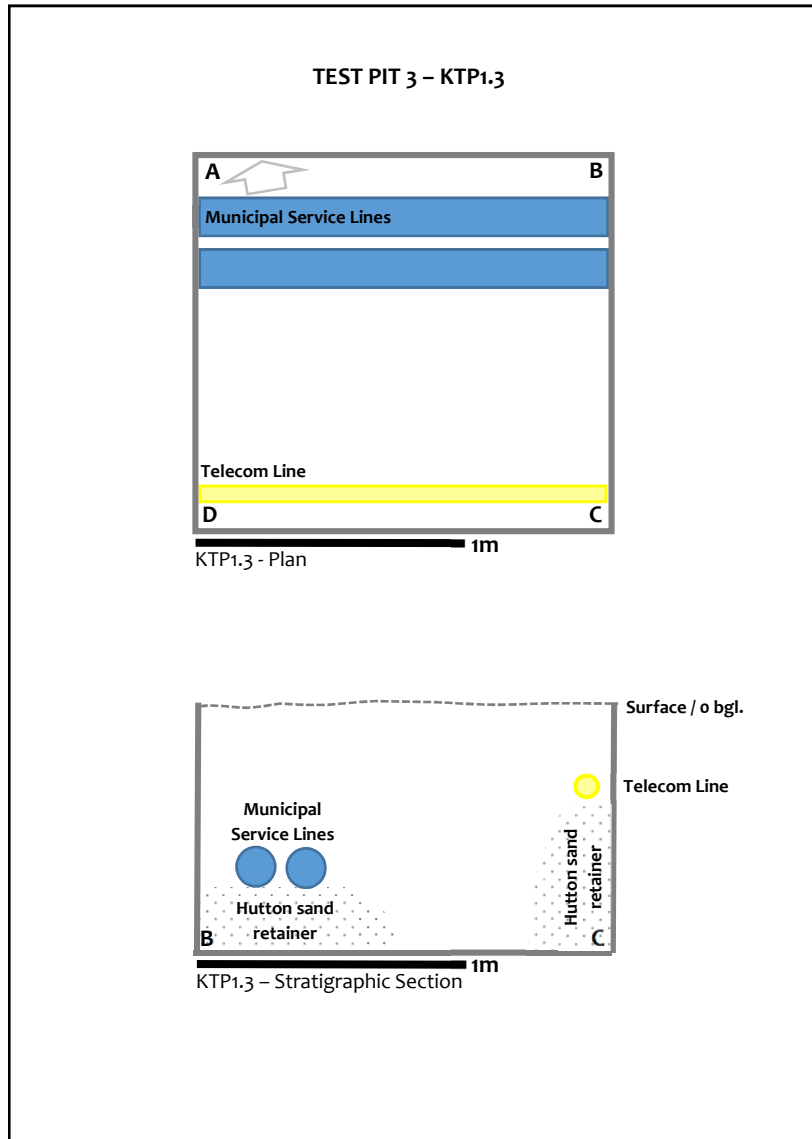 TEST PIT 3 – KTP1.3
A
B
Municipal Service Lines
Telecom Line
D
C
1m
KTP1.3 - Plan
Surface / 0 bgl.
Telecom Line
Municipal
Service Lines
Hutton sand
retainer
Hutton sand
retainer
B
C
1m
KTP1.3 – Stratigraphic Section